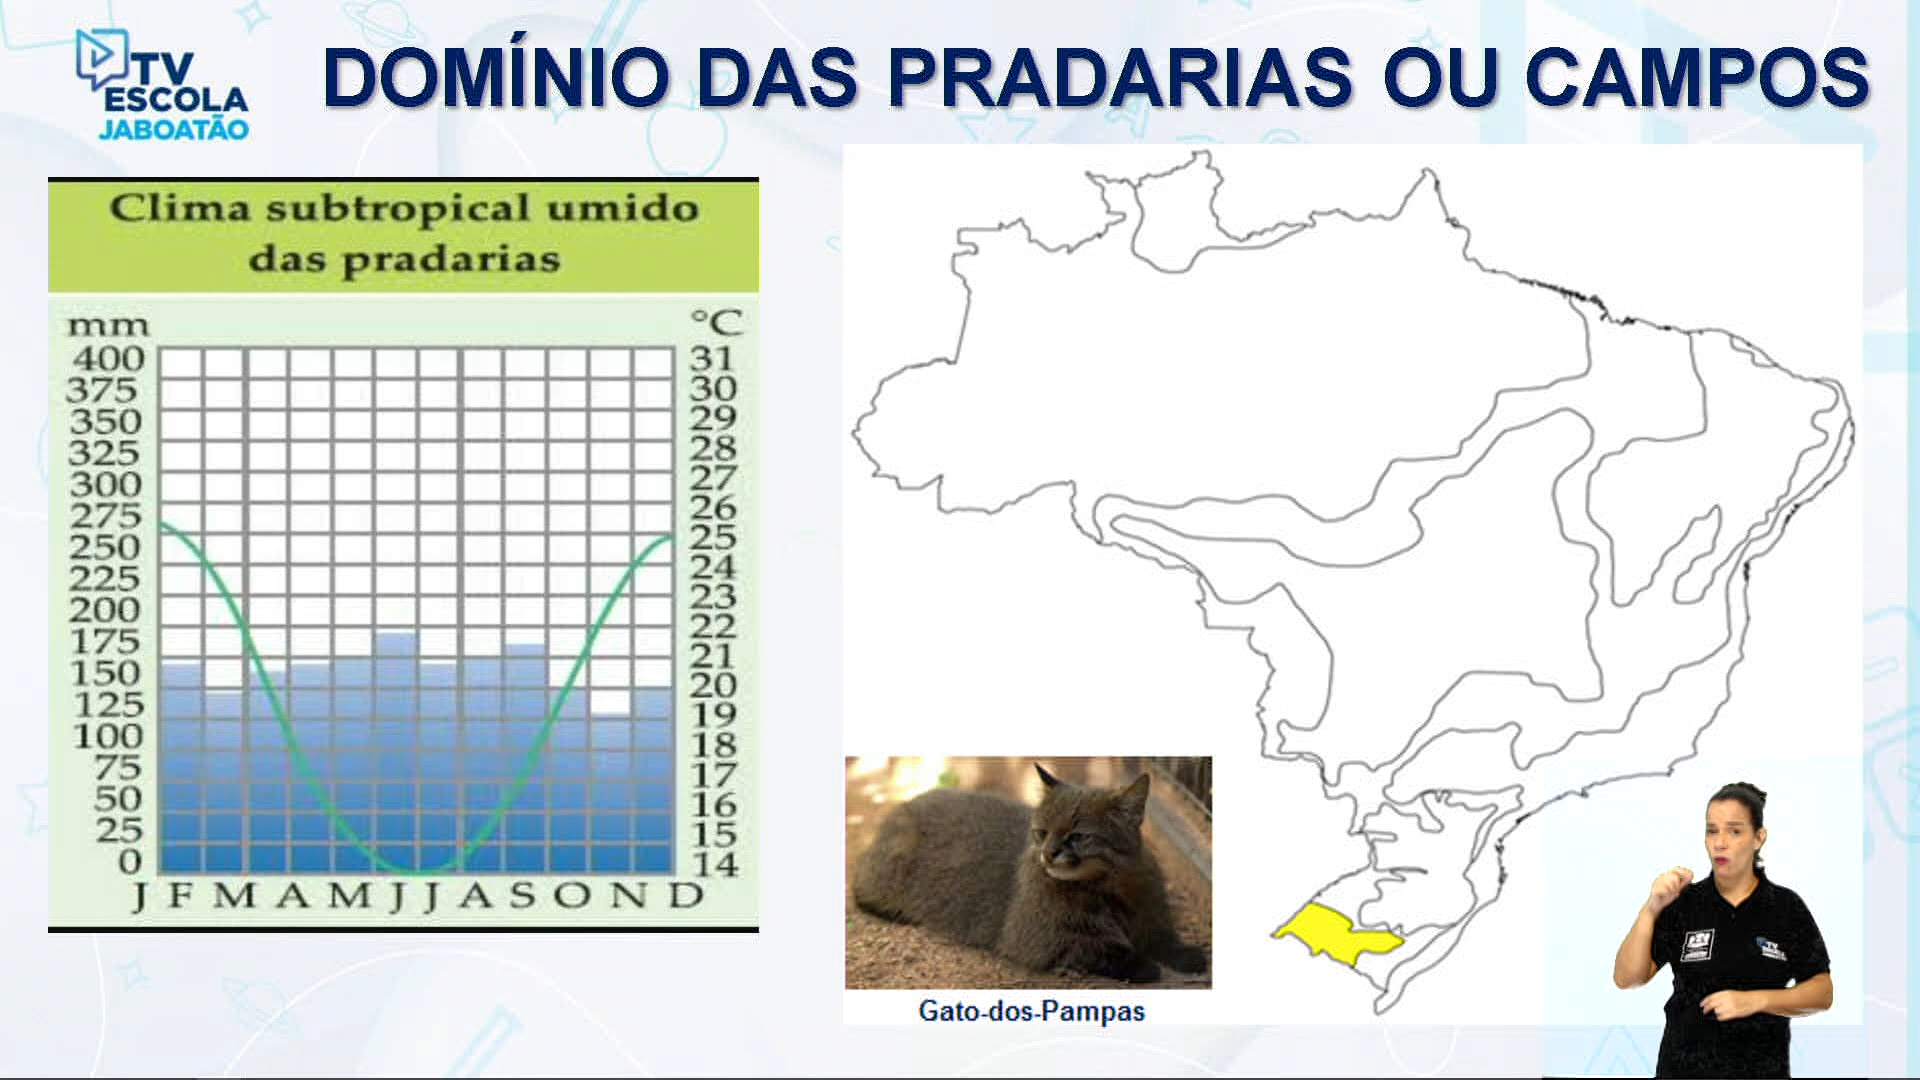 TV
ESCOLA
JABOATÃO
DOMÍNIO DAS PRADARIAS OU CAMPOS
Clima subtropical umido
das pradarias
mm °C
400 31
375 30
350 29
325 28
300 27
275 26
250 25
225 24
200 23
175 22
150 21
125 20
100 19
75 18
50 17
25 16
0 15
14
J F M A M J J A S O N D
Gato-dos-Pampas
TV